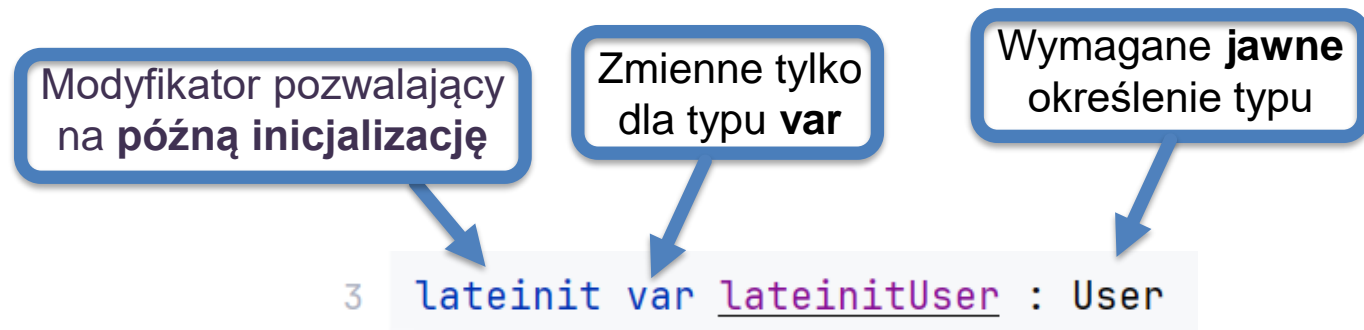 Modyfikator pozwalający
na późną inicjalizację
Zmienne tylko
dla typu var
Wymagane jawne
określenie typu
3 lateinit var lateinitUser : User